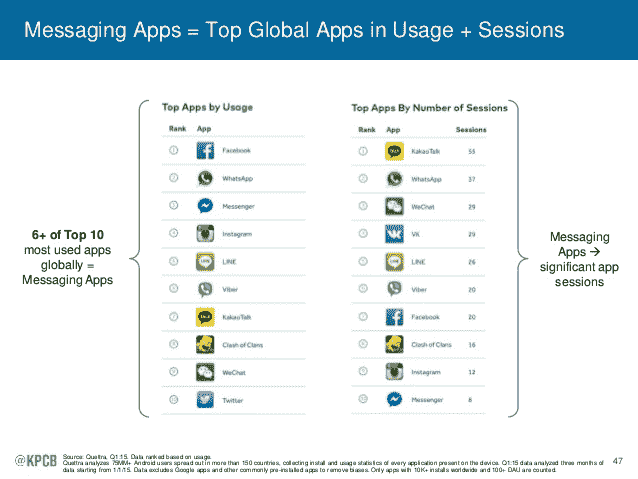 Messaging Apps = Top Global Apps in Usage + Sessions
6+ of Top 10
most used apps
globally =
Messaging Apps
Top Apps by Usage
Rank App
1 Facebook
2 WhatsApp
3 Messenger
4 Instagram
5 LINE
6 Viber
7 KakaoTalk
8 Clash of Clans
9 WeChat
10 Twitter
Top Apps By Number of Sessions
Rank App Sessions
1 KakaoTalk 55
2 WhatsApp 37
3 WeChat 29
4 VK 29
5 LINE 26
6 Viber 20
7 Facebook 20
8 Clash of Clans 16
9 Instagram 12
10 Messenger 8
Messaging
Apps →
significant app
sessions
@KPCB
Source: Quettra, Q1:15. Data ranked based on usage.
Quettra analyzes 75MM+ Android users spread out in more than 150 countries, collecting install and usage statistics of every application present on the device. Q1:15 data analyzed three months of
data starting from 1/1/15. Data excludes Google apps and other commonly pre-installed apps to remove biases. Only apps with 10K+ installs worldwide and 100+ DAU are counted.
47